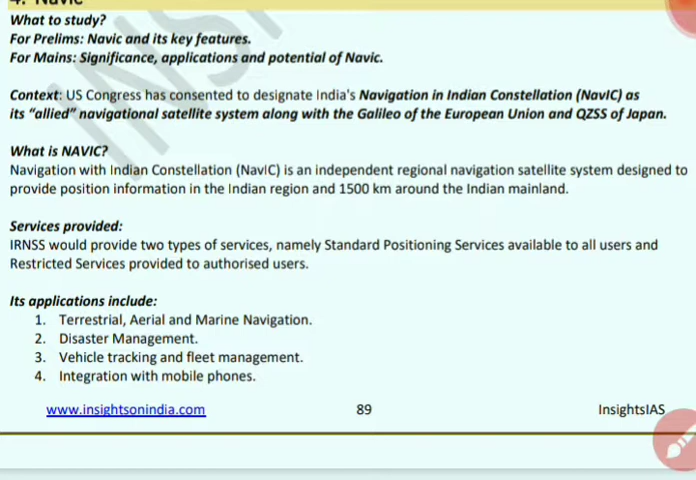 4. Navic
What to study?
For Prelims: Navic and its key features.
For Mains: Significance, applications and potential of Navic.
Context: US Congress has consented to designate India's Navigation in Indian Constellation (NavIC) as
its “allied” navigational satellite system along with the Galileo of the European Union and QZSS of Japan.
What is NAVIC?
Navigation with Indian Constellation (NavIC) is an independent regional navigation satellite system designed to
provide position information in the Indian region and 1500 km around the Indian mainland.
Services provided:
IRNSS would provide two types of services, namely Standard Positioning Services available to all users and
Restricted Services provided to authorised users.
Its applications include:
1. Terrestrial, Aerial and Marine Navigation.
2. Disaster Management.
3. Vehicle tracking and fleet management.
4. Integration with mobile phones.
www.insightsonindia.com 89 InsightsIAS